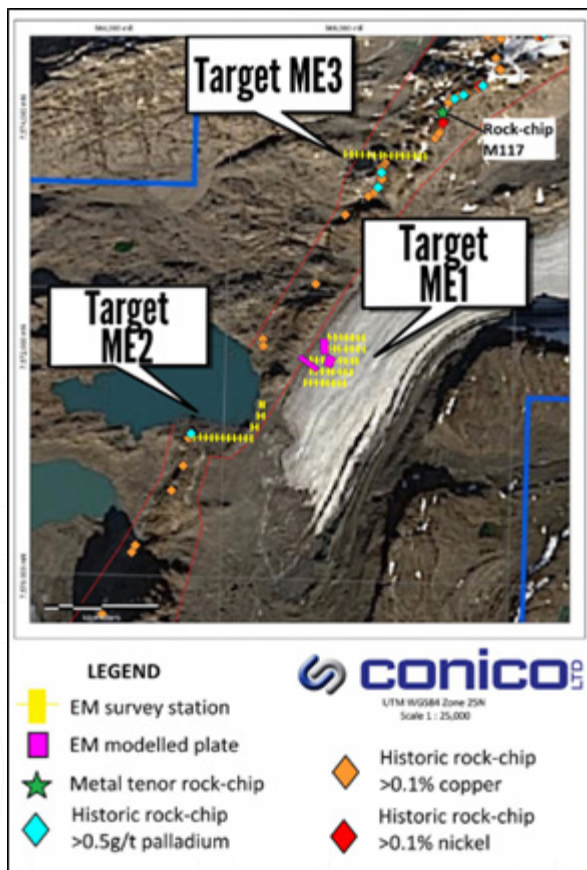 Target ME3
Rock-chip
M117
Target
ME1
Target
ME2
LEGEND
EM survey station
EM modelled plate
Metal tenor rock-chip
Historic rock-chip
>0.5g/t palladium
conico LTD
UTM WGS84 Zone 25N
Scale 1 : 25,000
Historic rock-chip
>0.1% copper
Historic rock-chip
>0.1% nickel